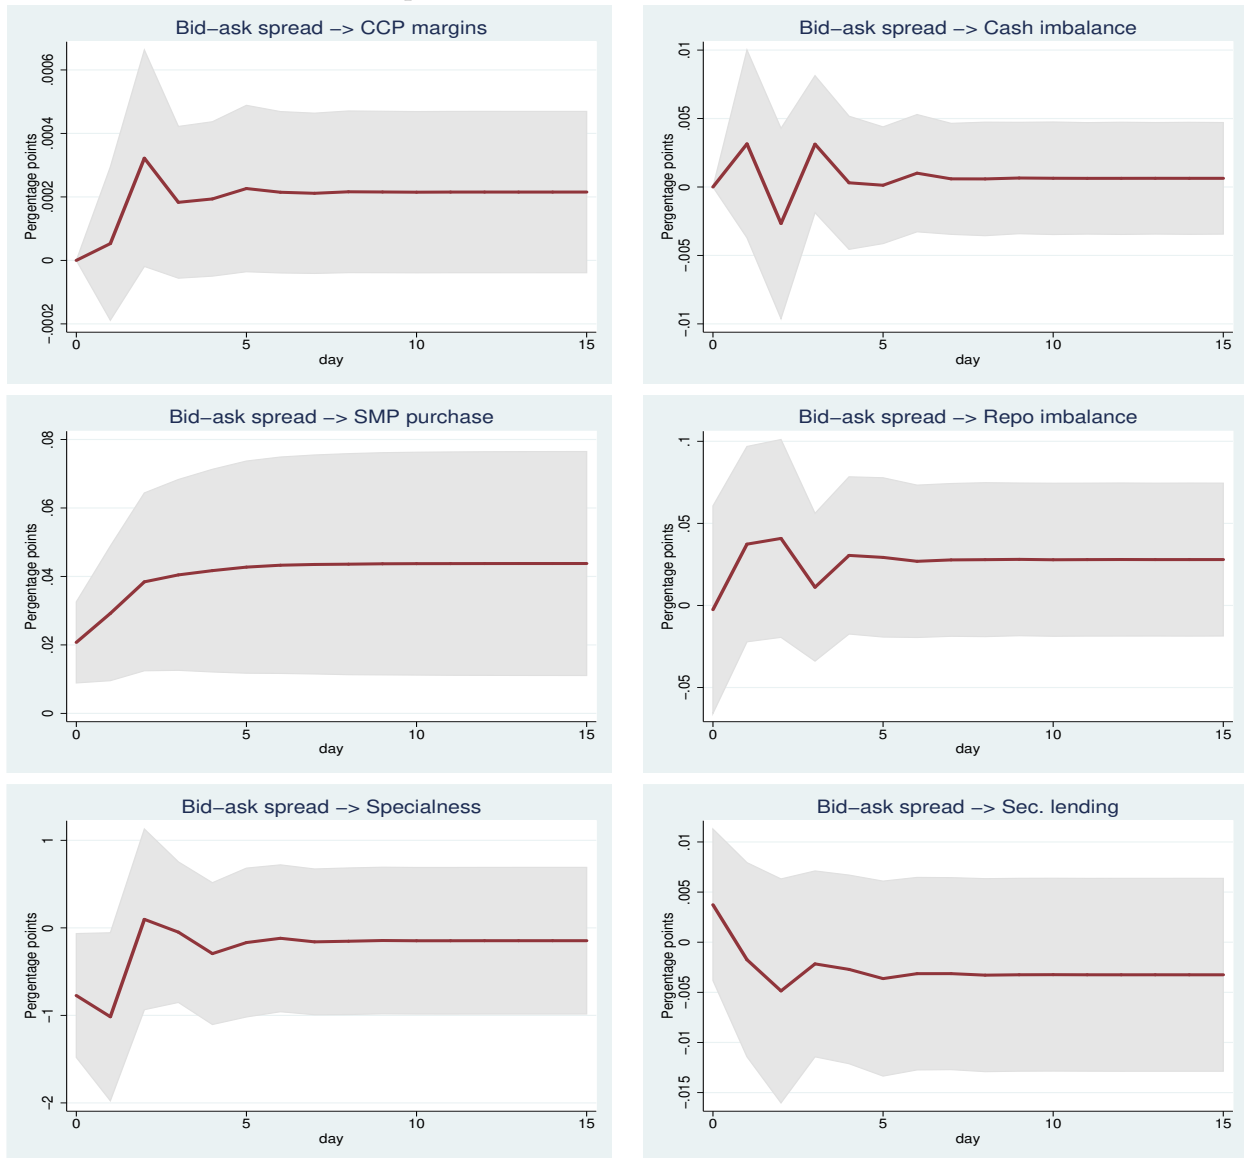 Bid–ask spread –> CCP margins
Pergentage points
.0006
.0004
.0002
0
-.0002
0 5 10 15
day
Bid–ask spread –> Cash imbalance
Pergentage points
.01
.005
0
-.005
-.01
0 5 10 15
day
Bid–ask spread –> SMP purchase
Pergentage points
.08
.06
.04
.02
0
0 5 10 15
day
Bid–ask spread –> Repo imbalance
Pergentage points
.1
.05
0
-.05
0 5 10 15
day
Bid–ask spread –> Specialness
Pergentage points
1
0
-1
-2
0 5 10 15
day
Bid–ask spread –> Sec. lending
Pergentage points
.01
.005
0
-.005
-.01
-.015
0 5 10 15
day